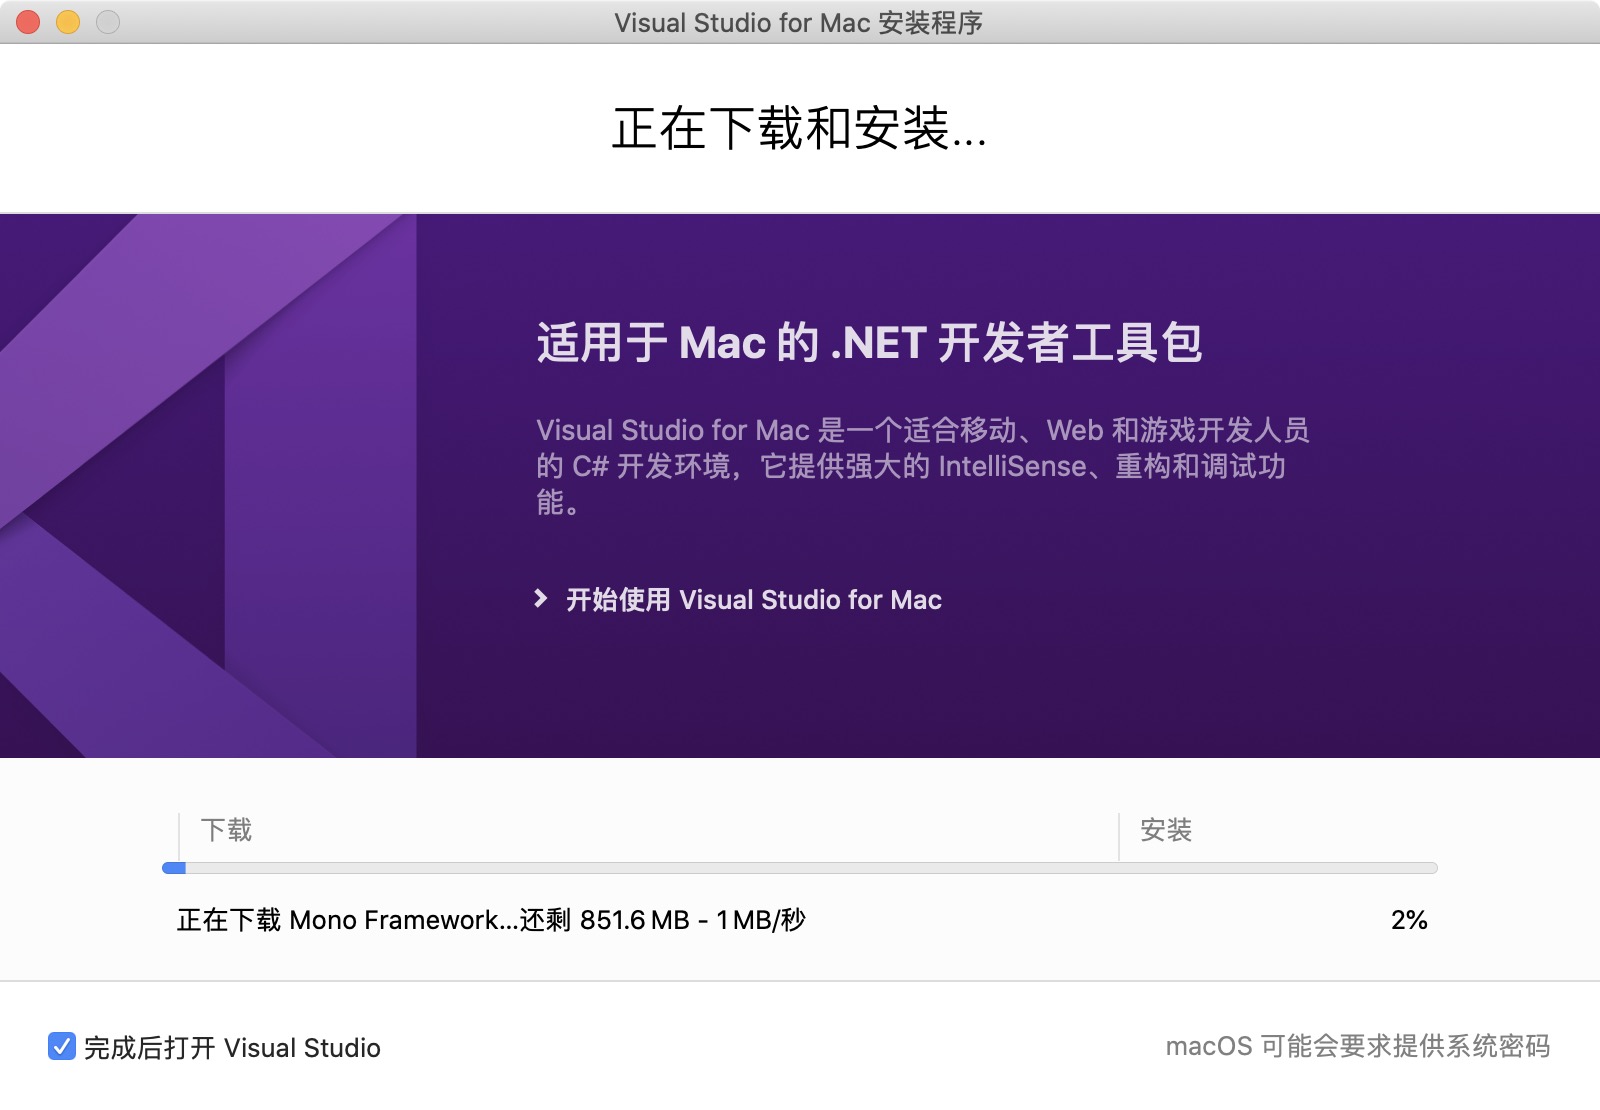 Visual Studio for Mac 安装程序
正在下载和安装...
适用于 Mac 的 .NET 开发者工具包
Visual Studio for Mac 是一个适合移动、Web 和游戏开发人员
的 C# 开发环境，它提供强大的 IntelliSense、重构和调试功
能。
开始使用 Visual Studio for Mac
下载
安装
正在下载 Mono Framework...还剩 851.6 MB - 1 MB/秒
2%
完成后打开 Visual Studio
macOS 可能会要求提供系统密码